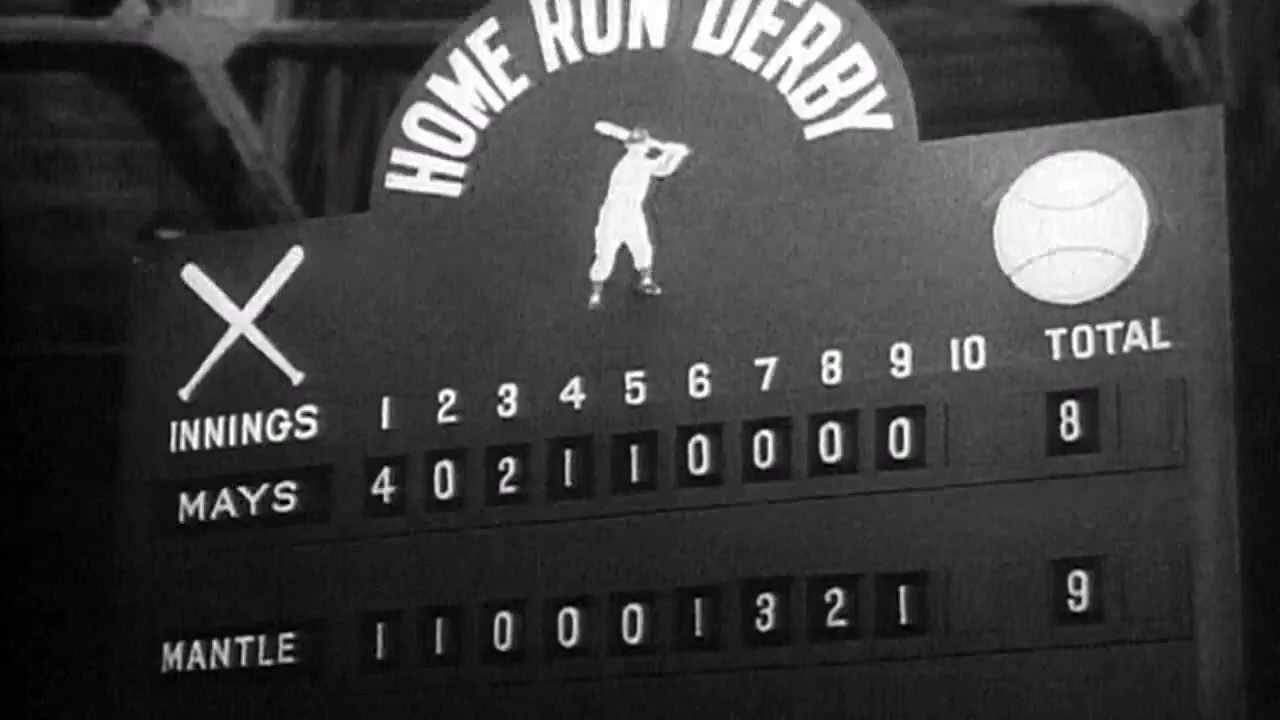 HOME RUN DERBY
1 2 3 4 5 6 7 8 9 10 TOTAL
INNINGS
MAYS 4 0 2 1 1 0 0 0 0 8
MANTLE 1 1 0 0 0 1 3 2 1 9